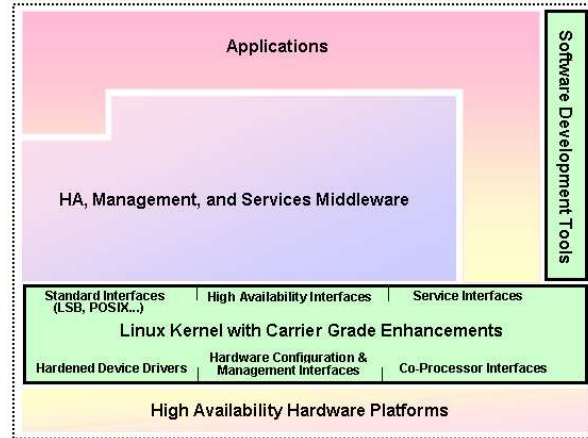 Applications
Software Development Tools
HA, Management, and Services Middleware
Standard Interfaces
(LSB, POSIX...)
High Availability Interfaces
Service Interfaces
Linux Kernel with Carrier Grade Enhancements
Hardened Device Drivers
Hardware Configuration &
Management Interfaces
Co-Processor Interfaces
High Availability Hardware Platforms